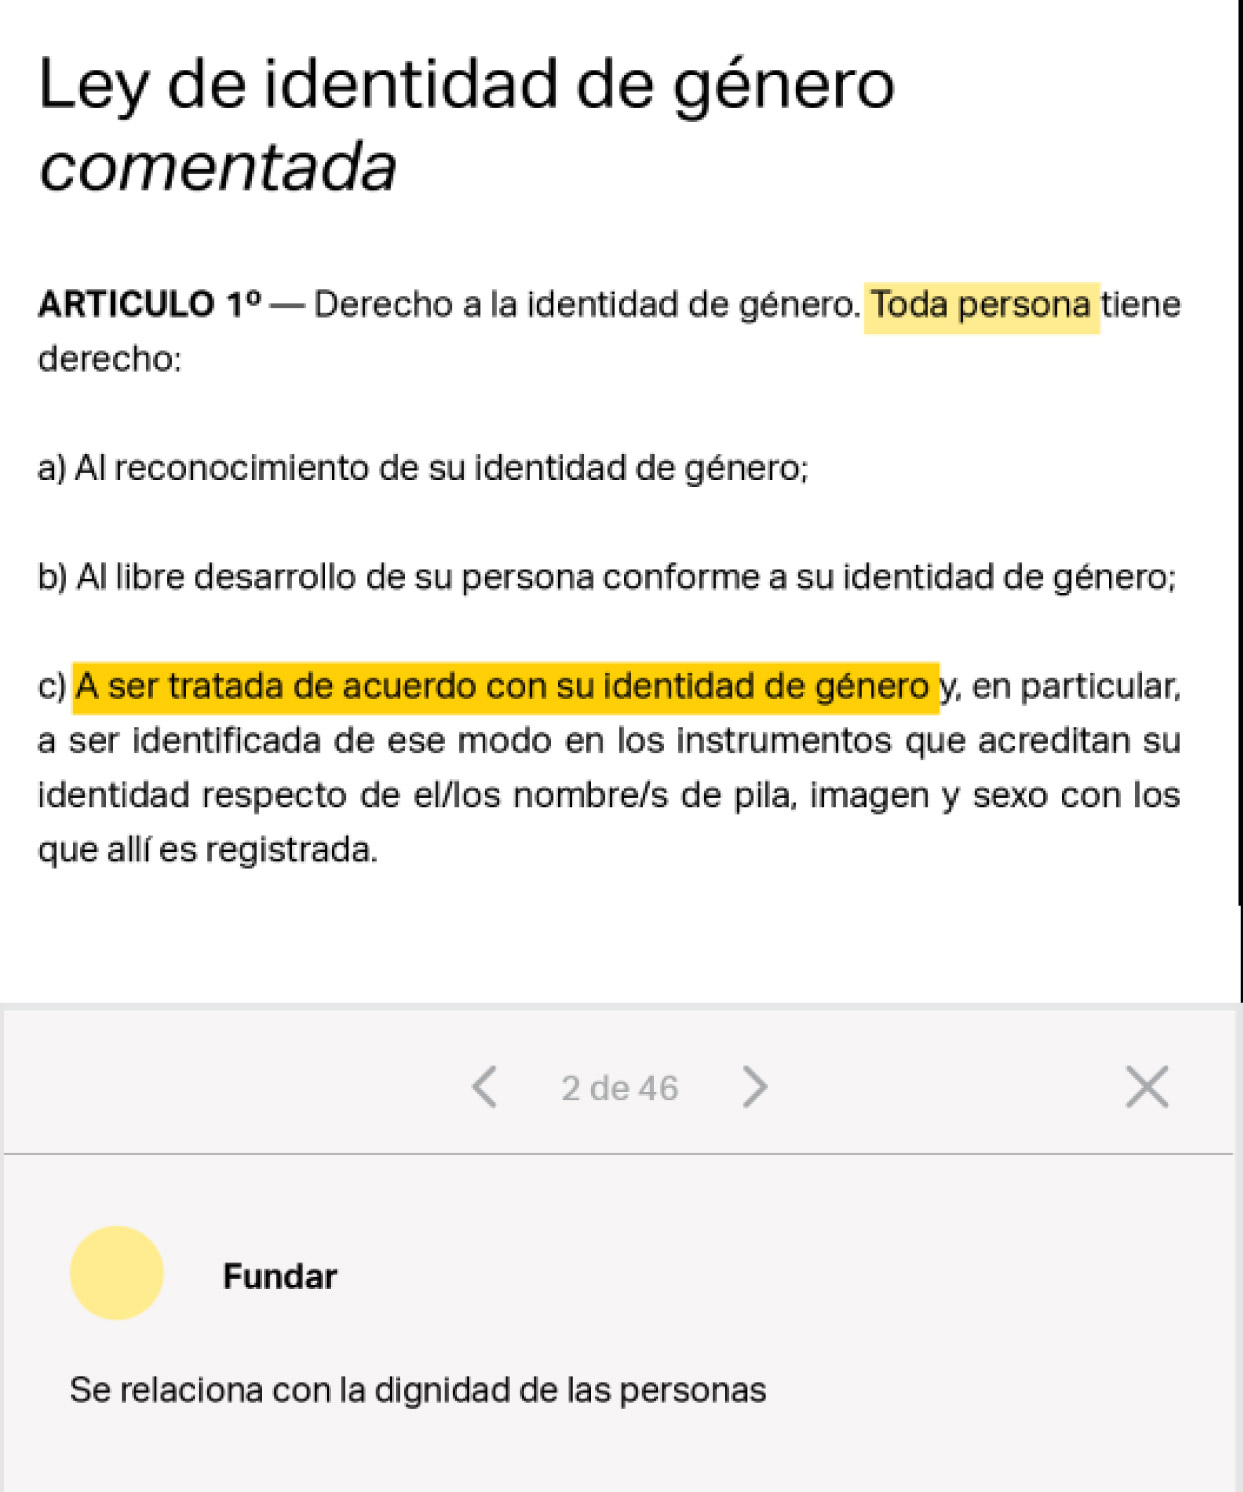 Ley de identidad de género
comentada
ARTICULO 1º — Derecho a la identidad de género. Toda persona tiene
derecho:
a) Al reconocimiento de su identidad de género;
b) Al libre desarrollo de su persona conforme a su identidad de género;
c) A ser tratada de acuerdo con su identidad de género y, en particular,
a ser identificada de ese modo en los instrumentos que acreditan su
identidad respecto de el/los nombre/s de pila, imagen y sexo con los
que allí es registrada.
2 de 46
Fundar
Se relaciona con la dignidad de las personas